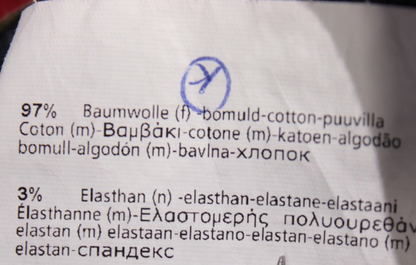 97% Baumwolle (f) -bomuld-cotton-puuvilla
Coton (m)-Βαμβάκι-cotone (m)-katoen-algodão
bomull-algodón (m)-bavlna-хлопок
3% Elasthan (n) -elasthan-elastane-elastaani
Élasthanne (m)-Ελαστομερής πολυουρεθάν
elastan (m) elastaan-elastano-elastan-elastano (m)
elastan-спандекс